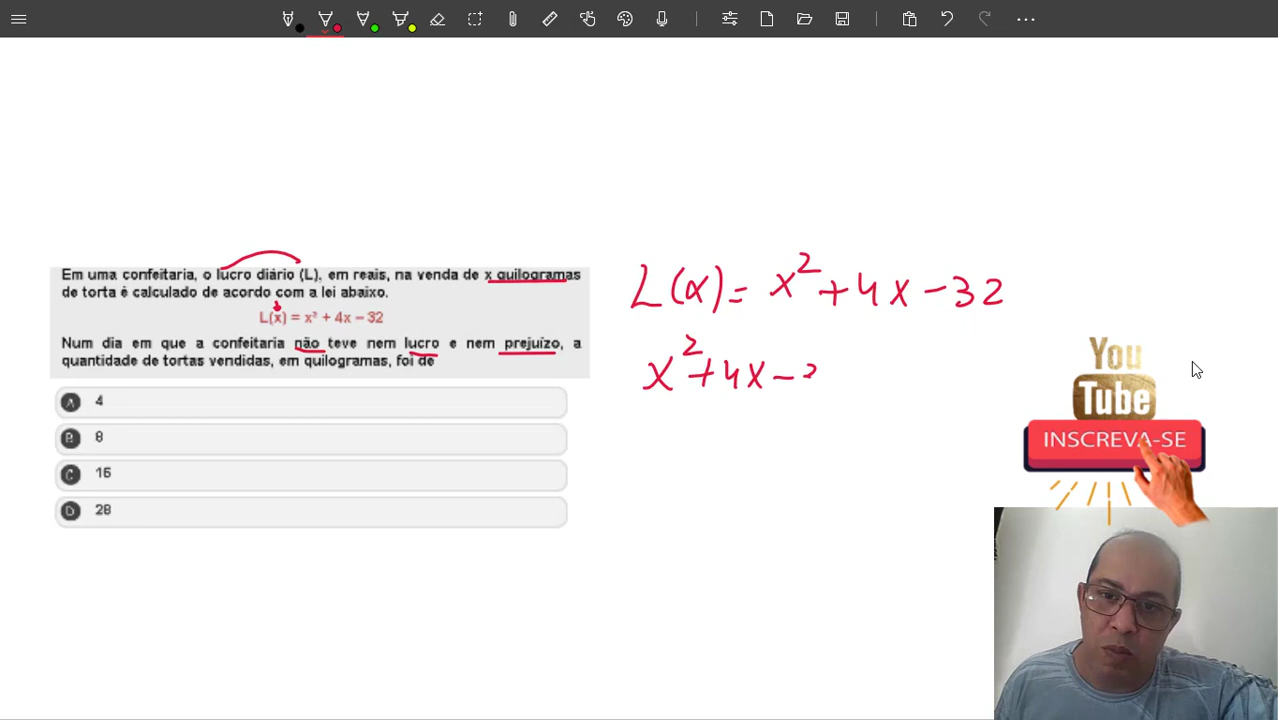 Em uma confeitaria, o lucro diário (L), em reais, na venda de x quilogramas
de torta é calculado de acordo com a lei abaixo.
L(x) = x² + 4x – 32
Num dia em que a confeitaria não teve nem lucro e nem prejuízo, a
quantidade de tortas vendidas, em quilogramas, foi de
A 4
B 8
C 16
D 28
L(x) = x² + 4x - 32
x² + 4x -
You
Tube
INSCREVA-SE